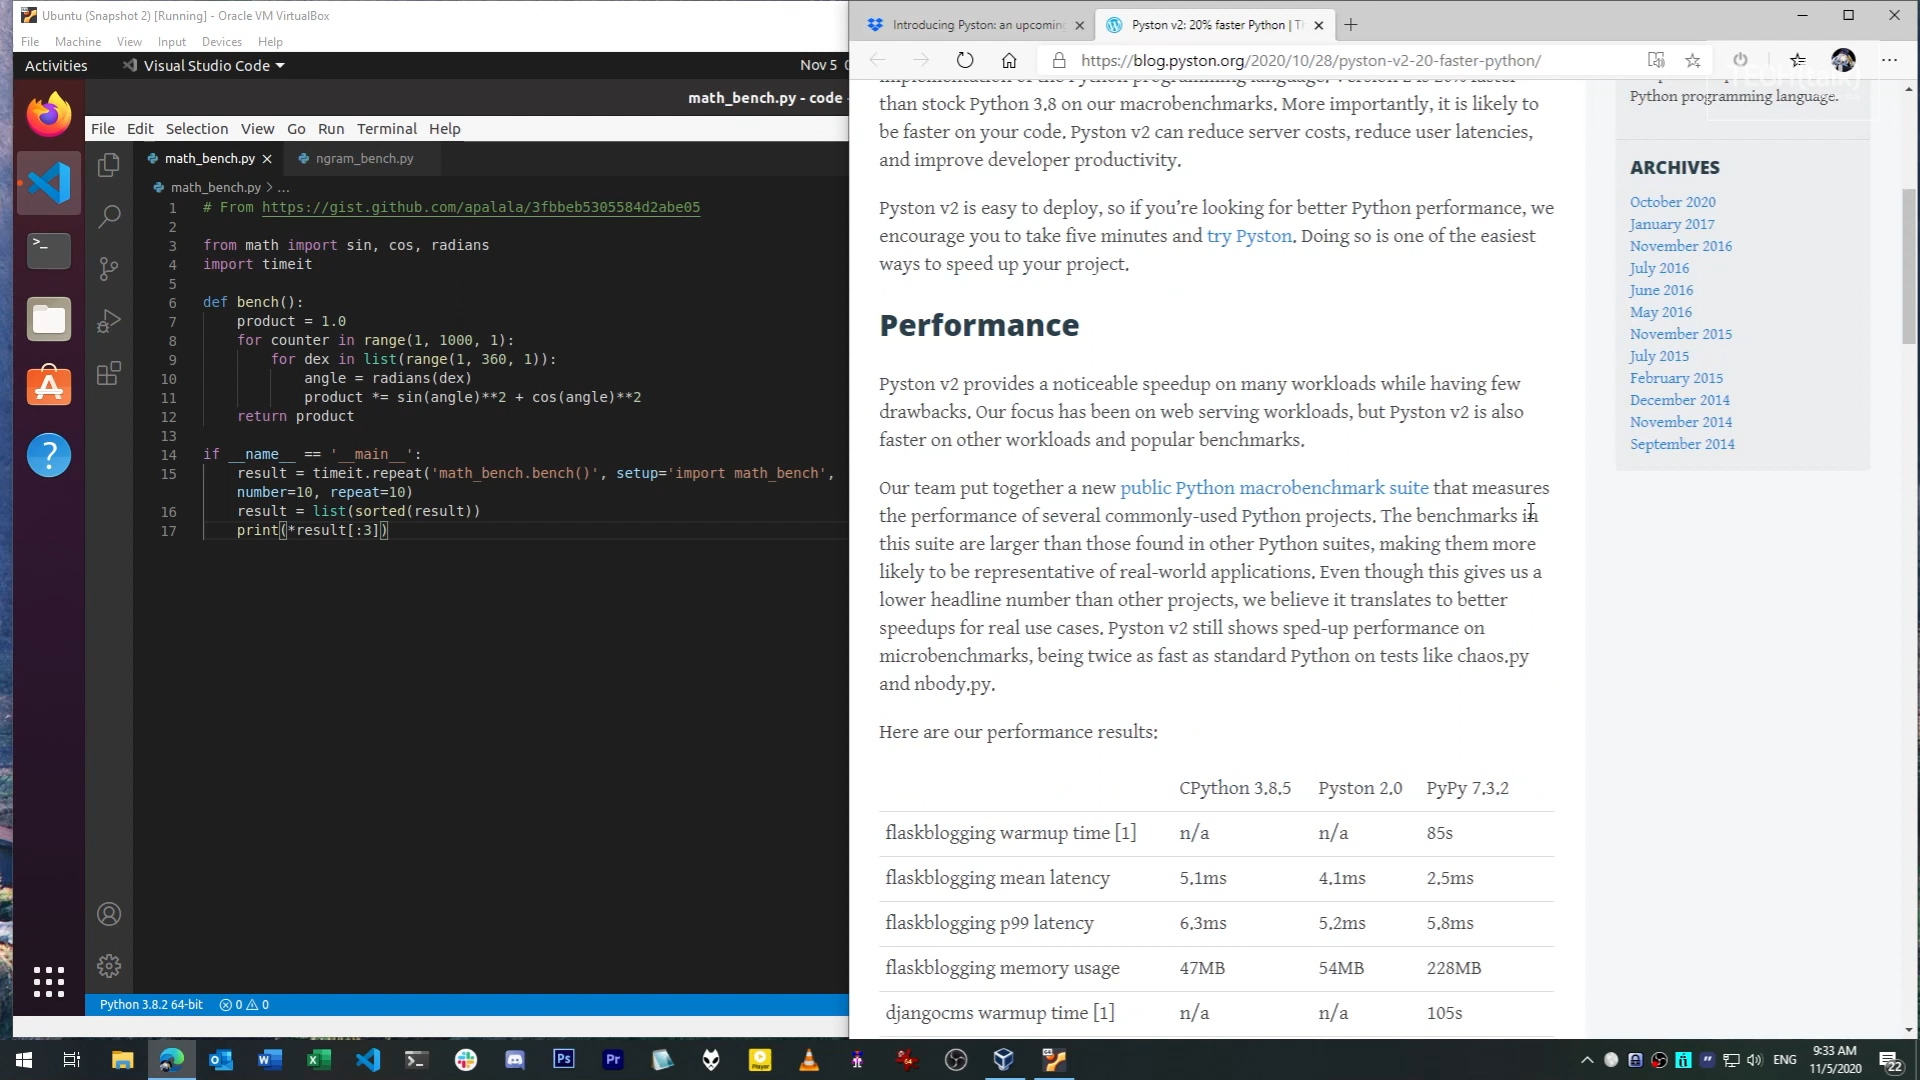 Ubuntu (Snapshot 2) [Running] - Oracle VM VirtualBox
File Machine View Input Devices Help
Activities Visual Studio Code Nov 5
math_bench.py - code -
File Edit Selection View Go Run Terminal Help
math_bench.py ngram_bench.py
math_bench.py > ...
1 # From https://gist.github.com/apalala/3fbbeb5305584d2abe05
2
3 from math import sin, cos, radians
4 import timeit
5
6 def bench():
7 product = 1.0
8 for counter in range(1, 1000, 1):
9 for dex in list(range(1, 360, 1)):
10 angle = radians(dex)
11 product *= sin(angle)**2 + cos(angle)**2
12 return product
13
14 if __name__ == '__main__':
15 result = timeit.repeat('math_bench.bench()', setup='import math_bench',
number=10, repeat=10)
16 result = list(sorted(result))
17 print(*result[:3])
Python 3.8.2 64-bit 0 0
Introducing Pyston: an upcoming Pyston v2: 20% faster Python | Th
https://blog.pyston.org/2020/10/28/pyston-v2-20-faster-python/
implementation of the Python programming language. Version 2 is 20% faster
than stock Python 3.8 on our macrobenchmarks. More importantly, it is likely to
be faster on your code. Pyston v2 can reduce server costs, reduce user latencies,
and improve developer productivity.
Pyston v2 is easy to deploy, so if you’re looking for better Python performance, we
encourage you to take five minutes and try Pyston. Doing so is one of the easiest
ways to speed up your project.
Performance
Pyston v2 provides a noticeable speedup on many workloads while having few
drawbacks. Our focus has been on web serving workloads, but Pyston v2 is also
faster on other workloads and popular benchmarks.
Our team put together a new public Python macrobenchmark suite that measures
the performance of several commonly-used Python projects. The benchmarks in
this suite are larger than those found in other Python suites, making them more
likely to be representative of real-world applications. Even though this gives us a
lower headline number than other projects, we believe it translates to better
speedups for real use cases. Pyston v2 still shows sped-up performance on
microbenchmarks, being twice as fast as standard Python on tests like chaos.py
and nbody.py.
Here are our performance results:
CPython 3.8.5 Pyston 2.0 PyPy 7.3.2
flaskblogging warmup time [1] n/a n/a 85s
flaskblogging mean latency 5.1ms 4.1ms 2.5ms
flaskblogging p99 latency 6.3ms 5.2ms 5.8ms
flaskblogging memory usage 47MB 54MB 228MB
djangocms warmup time [1] n/a n/a 105s
TECH(talk)
Python programming language.
ARCHIVES
October 2020
January 2017
November 2016
July 2016
June 2016
May 2016
November 2015
July 2015
February 2015
December 2014
November 2014
September 2014
ENG
9:33 AM
11/5/2020
22